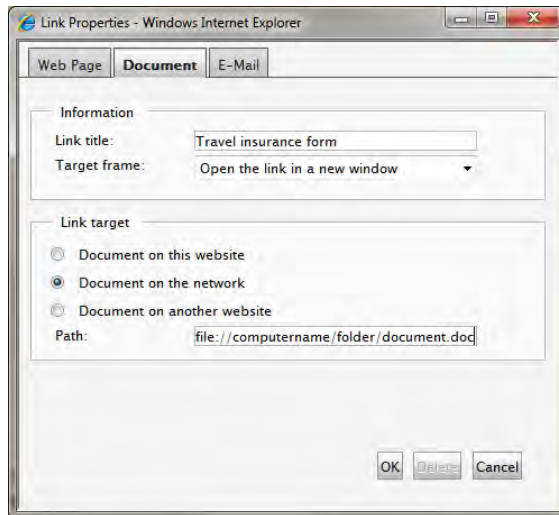 Link Properties - Windows Internet Explorer
Web Page Document E-Mail
Information
Link title: Travel insurance form
Target frame: Open the link in a new window
Link target
Document on this website
Document on the network
Document on another website
Path: file://computername/folder/document.doc
OK Delete Cancel